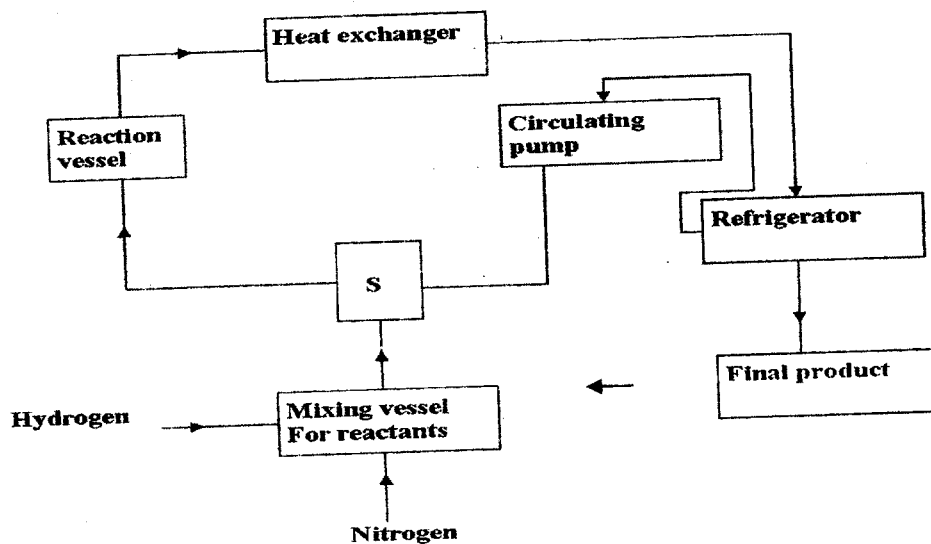 Heat exchanger
Circulating
pump
Reaction
vessel
Refrigerator
S
Final product
Mixing vessel
For reactants
Hydrogen
Nitrogen